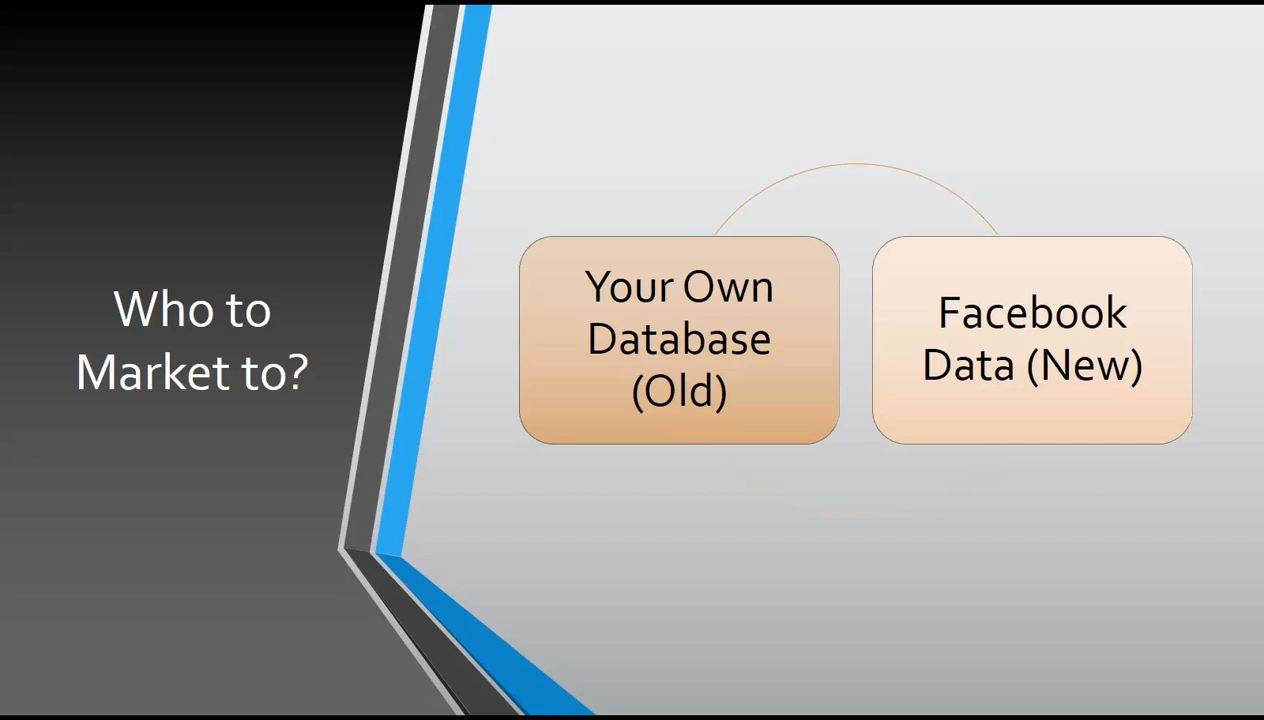 Who to
Market to?
Your Own
Database
(Old)
Facebook
Data (New)